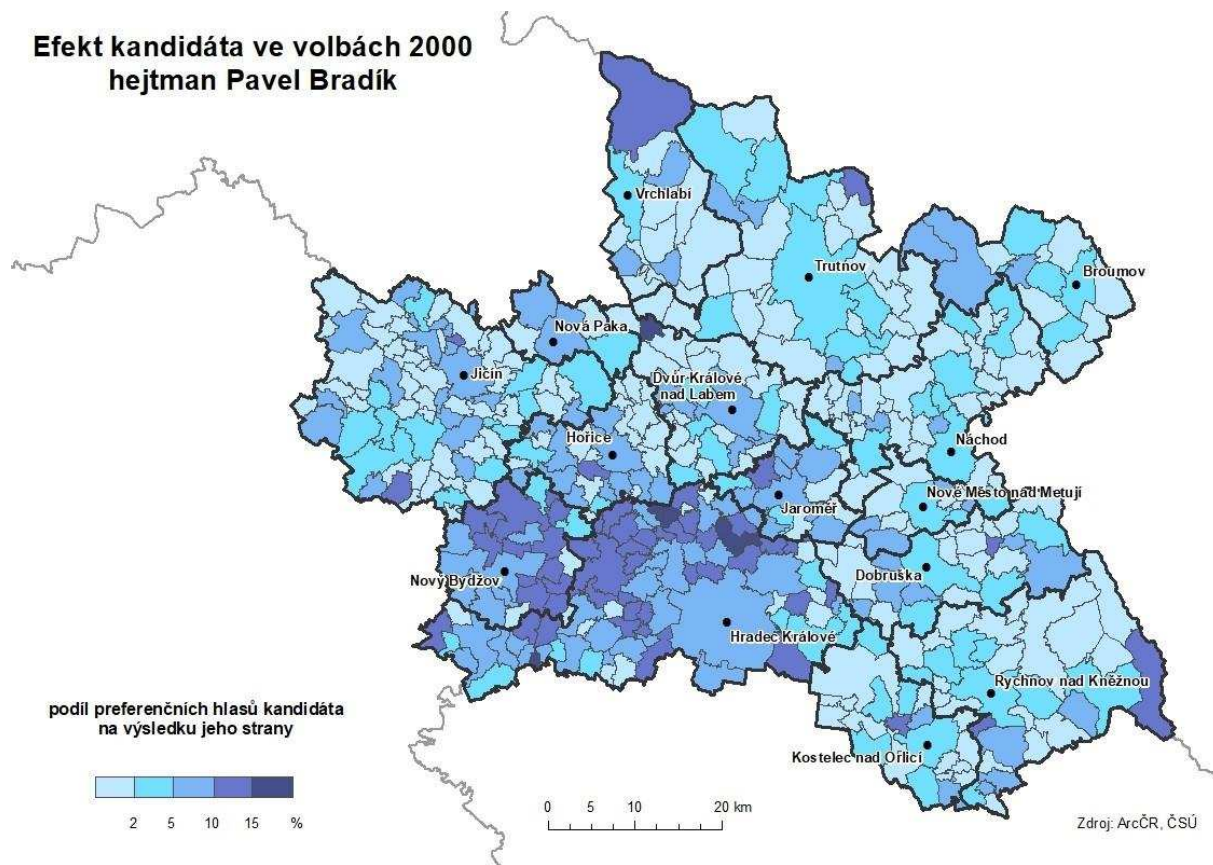 Efekt kandidáta ve volbách 2000
hejtman Pavel Bradík
Vrchlabí
Trutnov
Broumov
Nová Paka
Jičín
Dvůr Králové
nad Labem
Hořice
Náchod
Jaroměř
Nové Město nad Metují
Nový Bydžov
Dobruška
Hradec Králové
Rychnov nad Kněžnou
Kostelec nad Orlicí
podíl preferenčních hlasů kandidáta
na výsledku jeho strany
2 5 10 15 %
0 5 10 20 km
Zdroj: ArcČR, ČSÚ